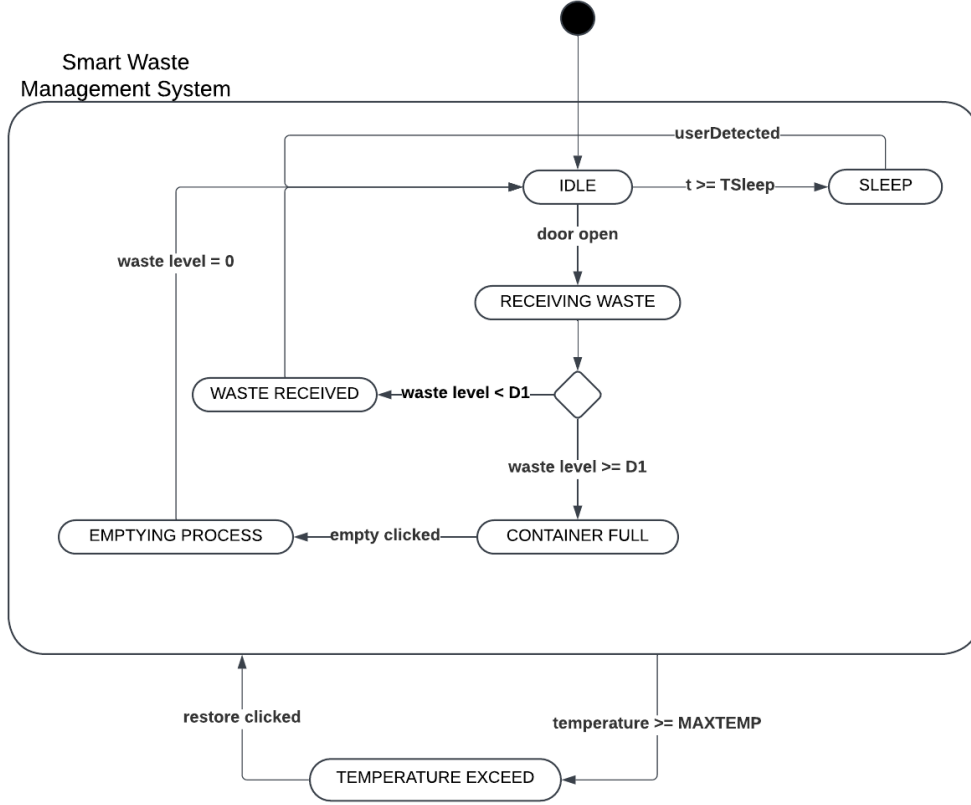 Smart Waste
Management System
userDetected
IDLE
t >= TSleep
SLEEP
door open
waste level = 0
RECEIVING WASTE
WASTE RECEIVED
waste level < D1
waste level >= D1
EMPTYING PROCESS
empty clicked
CONTAINER FULL
restore clicked
temperature >= MAXTEMP
TEMPERATURE EXCEED